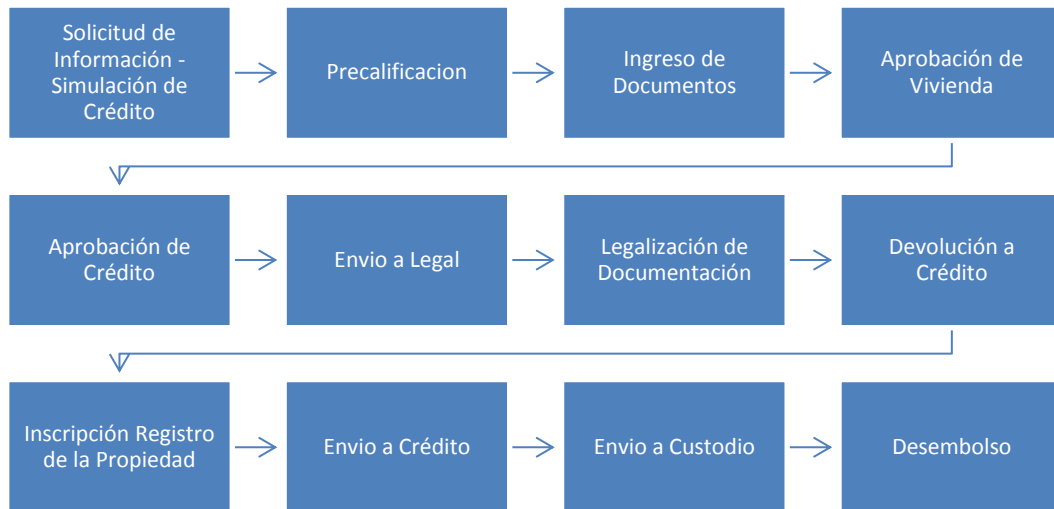 Solicitud de
Información -
Simulación de
Crédito
Precalificacion
Ingreso de
Documentos
Aprobación de
Vivienda
Aprobación de
Crédito
Envio a Legal
Legalización de
Documentación
Devolución a
Crédito
Inscripción Registro
de la Propiedad
Envio a Crédito
Envio a Custodio
Desembolso